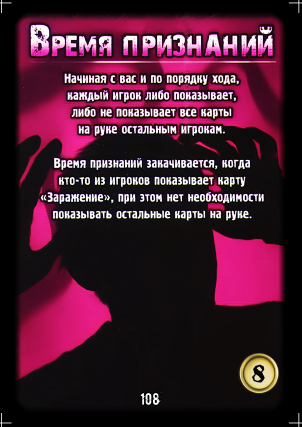 Время признаний
Начиная с вас и по порядку хода,
каждый игрок либо показывает,
либо не показывает все карты
на руке остальным игрокам.
Время признаний закачивается, когда
кто-то из игроков показывает карту
«Заражение», при этом нет необходимости
показывать остальные карты на руке.
8
108